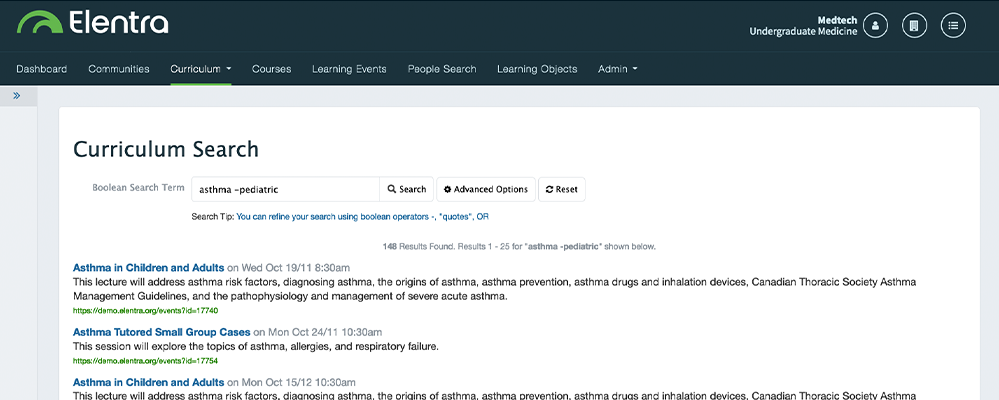 Elentra
Medtech
Undergraduate Medicine
Dashboard Communities Curriculum Courses Learning Events People Search Learning Objects Admin
»
Curriculum Search
Boolean Search Term asthma -pediatric Search Advanced Options Reset
Search Tip: You can refine your search using boolean operators -, "quotes", OR
148 Results Found. Results 1 - 25 for "asthma -pediatric" shown below.
Asthma in Children and Adults on Wed Oct 19/11 8:30am
This lecture will address asthma risk factors, diagnosing asthma, the origins of asthma, asthma prevention, asthma drugs and inhalation devices, Canadian Thoracic Society Asthma
Management Guidelines, and the pathophysiology and management of severe acute asthma.
https://demo.elentra.org/events?id=17740
Asthma Tutored Small Group Cases on Mon Oct 24/11 10:30am
This session will explore the topics of asthma, allergies, and respiratory failure.
https://demo.elentra.org/events?id=17754
Asthma in Children and Adults on Mon Oct 15/12 10:30am
This lecture will address asthma risk factors, diagnosing asthma, the origins of asthma, asthma prevention, asthma drugs and inhalation devices, Canadian Thoracic Society Asthma